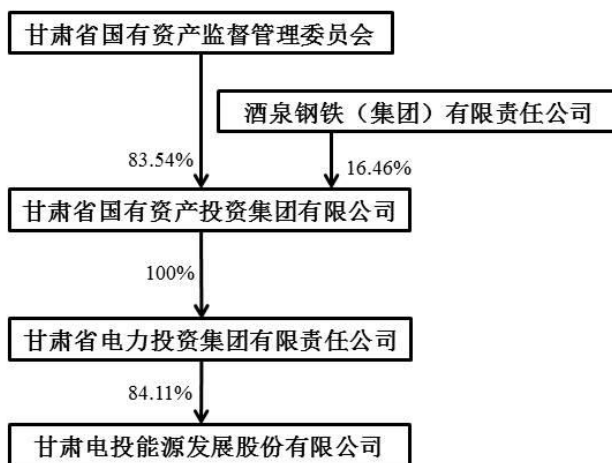 甘肃省国有资产监督管理委员会
酒泉钢铁（集团）有限责任公司
83.54%
16.46%
甘肃省国有资产投资集团有限公司
100%
甘肃省电力投资集团有限责任公司
84.11%
甘肃电投能源发展股份有限公司